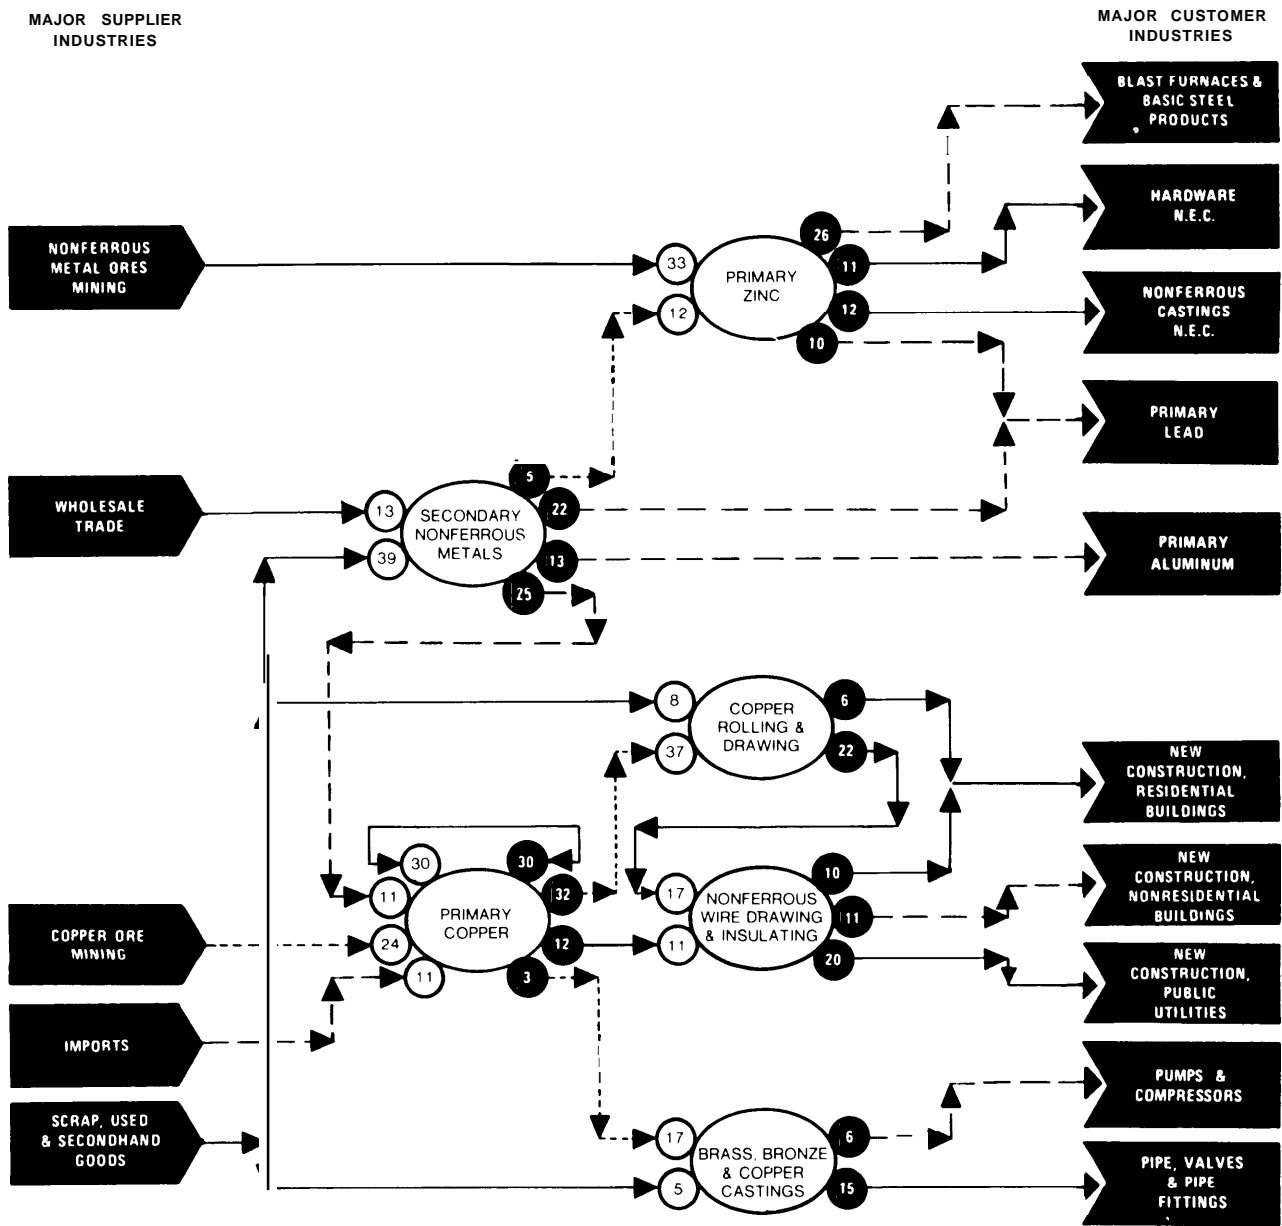 MAJOR SUPPLIER
INDUSTRIES
MAJOR CUSTOMER
INDUSTRIES
BLAST FURNACES &
BASIC STEEL
PRODUCTS
HARDWARE
N.E.C.
NONFERROUS
METAL ORES
MINING
33
12
PRIMARY
ZINC
26
11
12
10
NONFERROUS
CASTINGS
N.E.C.
PRIMARY
LEAD
WHOLESALE
TRADE
13
39
SECONDARY
NONFERROUS
METALS
5
22
13
25
PRIMARY
ALUMINUM
8
37
COPPER
ROLLING &
DRAWING
6
22
NEW
CONSTRUCTION,
RESIDENTIAL
BUILDINGS
30
11
24
11
PRIMARY
COPPER
30
32
12
3
17
11
NONFERROUS
WIRE DRAWING
& INSULATING
10
11
20
NEW
CONSTRUCTION,
NONRESIDENTIAL
BUILDINGS
COPPER ORE
MINING
NEW
CONSTRUCTION,
PUBLIC
UTILITIES
IMPORTS
PUMPS &
COMPRESSORS
SCRAP, USED
& SECONDHAND
GOODS
17
5
BRASS, BRONZE
& COPPER
CASTINGS
6
15
PIPE, VALVES
& PIPE
FITTINGS